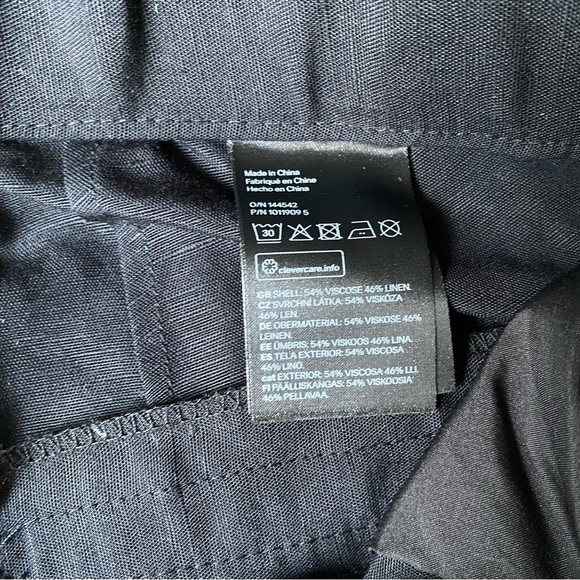 Made in China
Fabriqué en Chine
Hecho en China
O/N 144542
P/N 1011909 5
30
clevercare.info
GB SHELL: 54% VISCOSE 46% LINEN.
CZ SVRCHNÍ LÁTKA: 54% VISKÓZA
46% LEN.
DE OBERMATERIAL: 54% VISKOSE 46%
LEINEN.
EE ÜMBRIS: 54% VISKOOS 46% LINA.
ES TELA EXTERIOR: 54% VISCOSA
46% LINO.
cat EXTERIOR: 54% VISCOSA 46% LLI.
FI PÄÄLLISKANGAS: 54% VISKOOSIA
46% PELLAVAA.